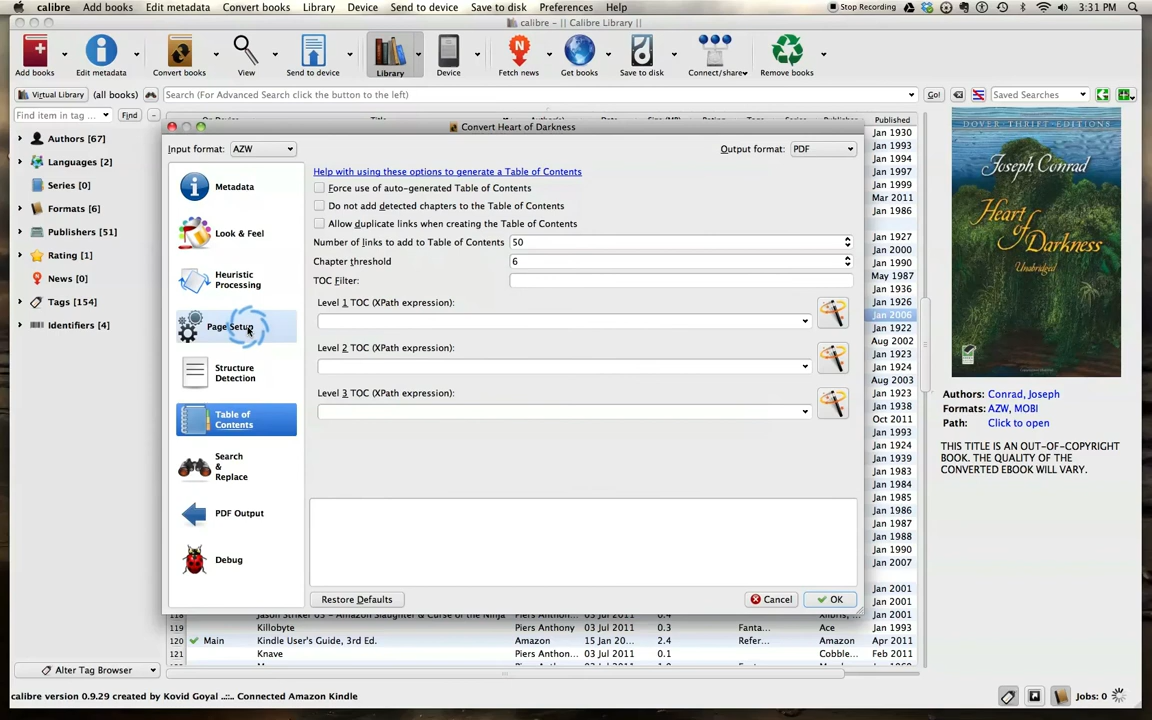 calibre Add books Edit metadata Convert books Library Device Send to device Save to disk Preferences Help Stop Recording 3:31 PM
calibre - || Calibre Library ||
Add books Edit metadata Convert books View Send to device Library Device Fetch news Get books Save to disk Connect/share Remove books
Virtual Library (all books) Search (For Advanced Search click the button to the left) Go! Saved Searches
Find item in tag ... Find
Published
Authors [67]
Languages [2]
Series [0]
Formats [6]
Publishers [51]
Rating [1]
News [0]
Tags [154]
Identifiers [4]
Convert Heart of Darkness
Input format: AZW Output format: PDF
Metadata
Look & Feel
Heuristic
Processing
Page Setup
Structure
Detection
Table of
Contents
Search
&
Replace
PDF Output
Debug
Help with using these options to generate a Table of Contents
Force use of auto-generated Table of Contents
Do not add detected chapters to the Table of Contents
Allow duplicate links when creating the Table of Contents
Number of links to add to Table of Contents 50
Chapter threshold 6
TOC Filter:
Level 1 TOC (XPath expression):
Level 2 TOC (XPath expression):
Level 3 TOC (XPath expression):
Restore Defaults Cancel OK
Jan 1930
Jan 1993
Jan 1994
Jan 1997
Jan 1999
Mar 2011
Jan 1986
Jan 1927
Jan 2000
Jan 1990
May 1987
Jan 1936
Jan 1926
Jan 2006
Jan 1922
Aug 2002
Jan 1923
Jan 1924
Aug 2003
Jan 1923
Jan 1938
Oct 2011
Jan 1993
Jan 1924
Jan 1939
Jan 1983
Jan 1984
Jan 1985
Jan 1986
Jan 1987
Jan 1988
Jan 1990
Jan 2007
Jan 2001
Jan 2001
Killobyte Piers Anthony 03 Jul 2011 0.3 Fanta... Ace Jan 1993
120 Main Kindle User's Guide, 3rd Ed. Amazon 15 Jan 20... 2.4 Refer... Amazon Apr 2011
121 Knave Piers Anthon... 03 Jul 2011 0.1 Cobble... Feb 2011
DOVER · THRIFT · EDITIONS
Joseph Conrad
Heart
of
Darkness
Unabridged
Authors: Conrad, Joseph
Formats: AZW, MOBI
Path: Click to open
THIS TITLE IS AN OUT-OF-COPYRIGHT
BOOK. THE QUALITY OF THE
CONVERTED EBOOK WILL VARY.
Alter Tag Browser
calibre version 0.9.29 created by Kovid Goyal ..::.. Connected Amazon Kindle Jobs: 0